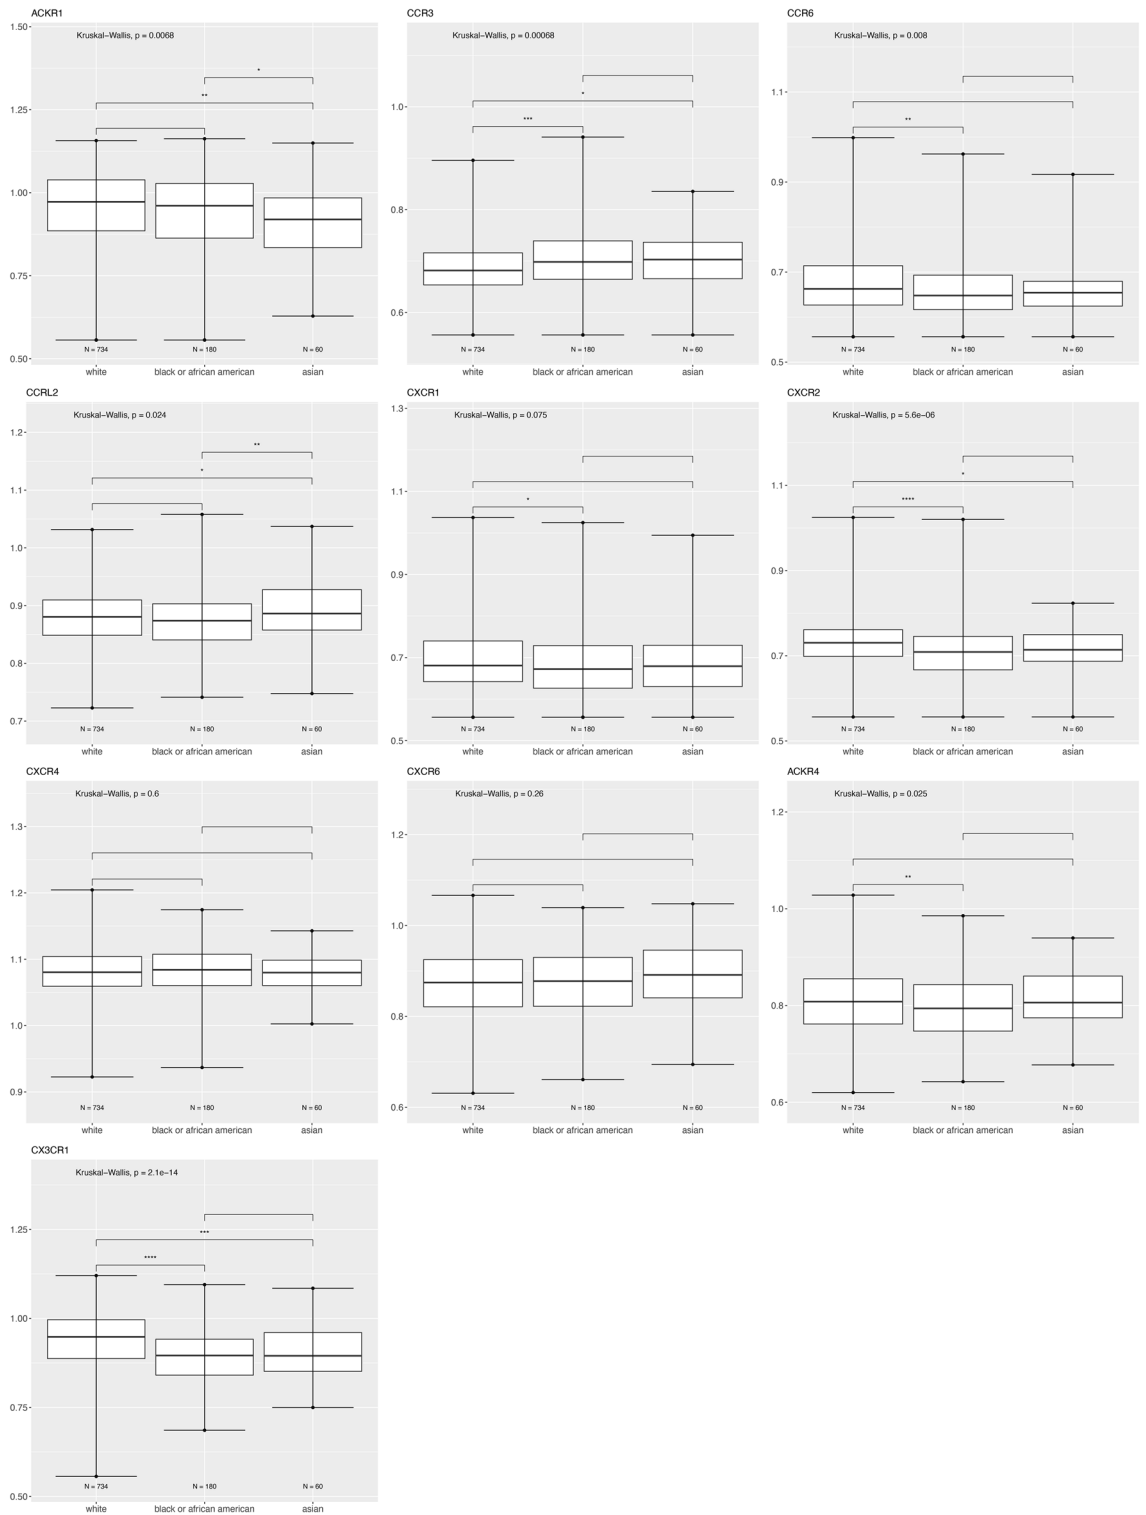 ACKR1
Kruskal−Wallis, p = 0.0068
1.50
1.25
1.00
0.75
0.50
*
**
N = 734
N = 180
N = 60
white
black or african american
asian
CCR3
Kruskal−Wallis, p = 0.00068
1.0
0.8
0.6
*
***
N = 734
N = 180
N = 60
white
black or african american
asian
CCR6
Kruskal−Wallis, p = 0.008
1.1
0.9
0.7
0.5
**
N = 734
N = 180
N = 60
white
black or african american
asian
CCRL2
Kruskal−Wallis, p = 0.024
1.2
1.1
1.0
0.9
0.8
0.7
**
*
N = 734
N = 180
N = 60
white
black or african american
asian
CXCR1
Kruskal−Wallis, p = 0.075
1.3
1.1
0.9
0.7
0.5
*
N = 734
N = 180
N = 60
white
black or african american
asian
CXCR2
Kruskal−Wallis, p = 5.6e−06
1.1
0.9
0.7
0.5
*
****
N = 734
N = 180
N = 60
white
black or african american
asian
CXCR4
Kruskal−Wallis, p = 0.6
1.3
1.2
1.1
1.0
0.9
N = 734
N = 180
N = 60
white
black or african american
asian
CXCR6
Kruskal−Wallis, p = 0.26
1.2
1.0
0.8
0.6
N = 734
N = 180
N = 60
white
black or african american
asian
ACKR4
Kruskal−Wallis, p = 0.025
1.2
1.0
0.8
0.6
**
N = 734
N = 180
N = 60
white
black or african american
asian
CX3CR1
Kruskal−Wallis, p = 2.1e−14
1.25
1.00
0.75
0.50
***
****
N = 734
N = 180
N = 60
white
black or african american
asian